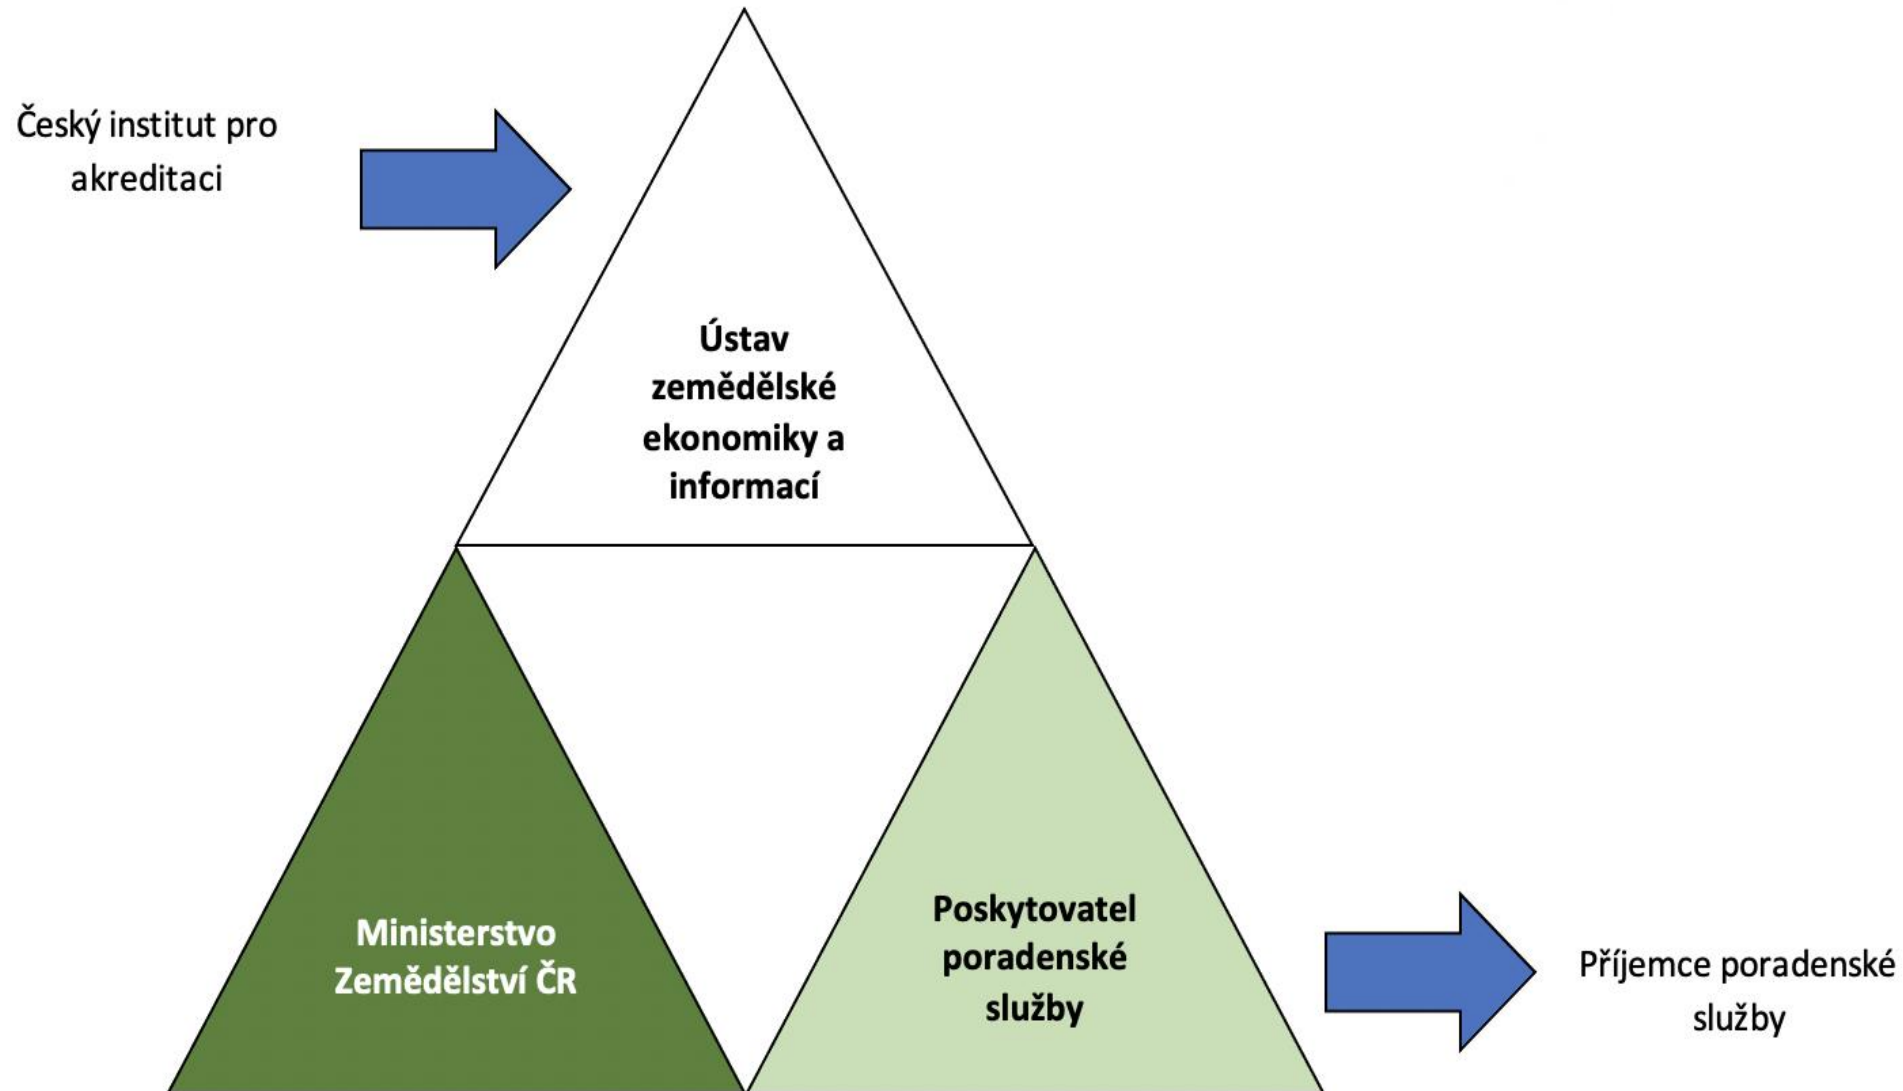 Český institut pro
akreditaci
Ústav
zemědělské
ekonomiky a
informací
Ministerstvo
Zemědělství ČR
Poskytovatel
poradenské
služby
Příjemce poradenské
služby